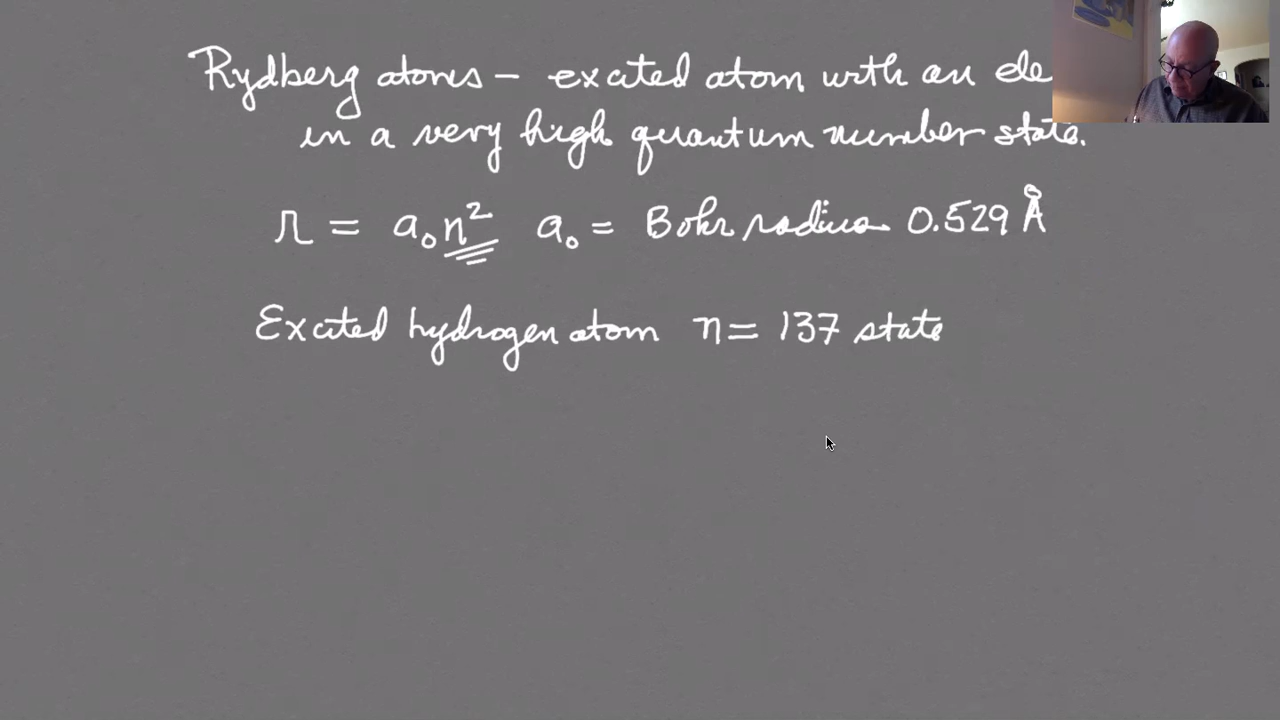 Rydberg atoms – excited atom with an ele
in a very high quantum number state.
r = a₀n² a₀ = Bohr radius 0.529 Å
Excited hydrogen atom n = 137 state